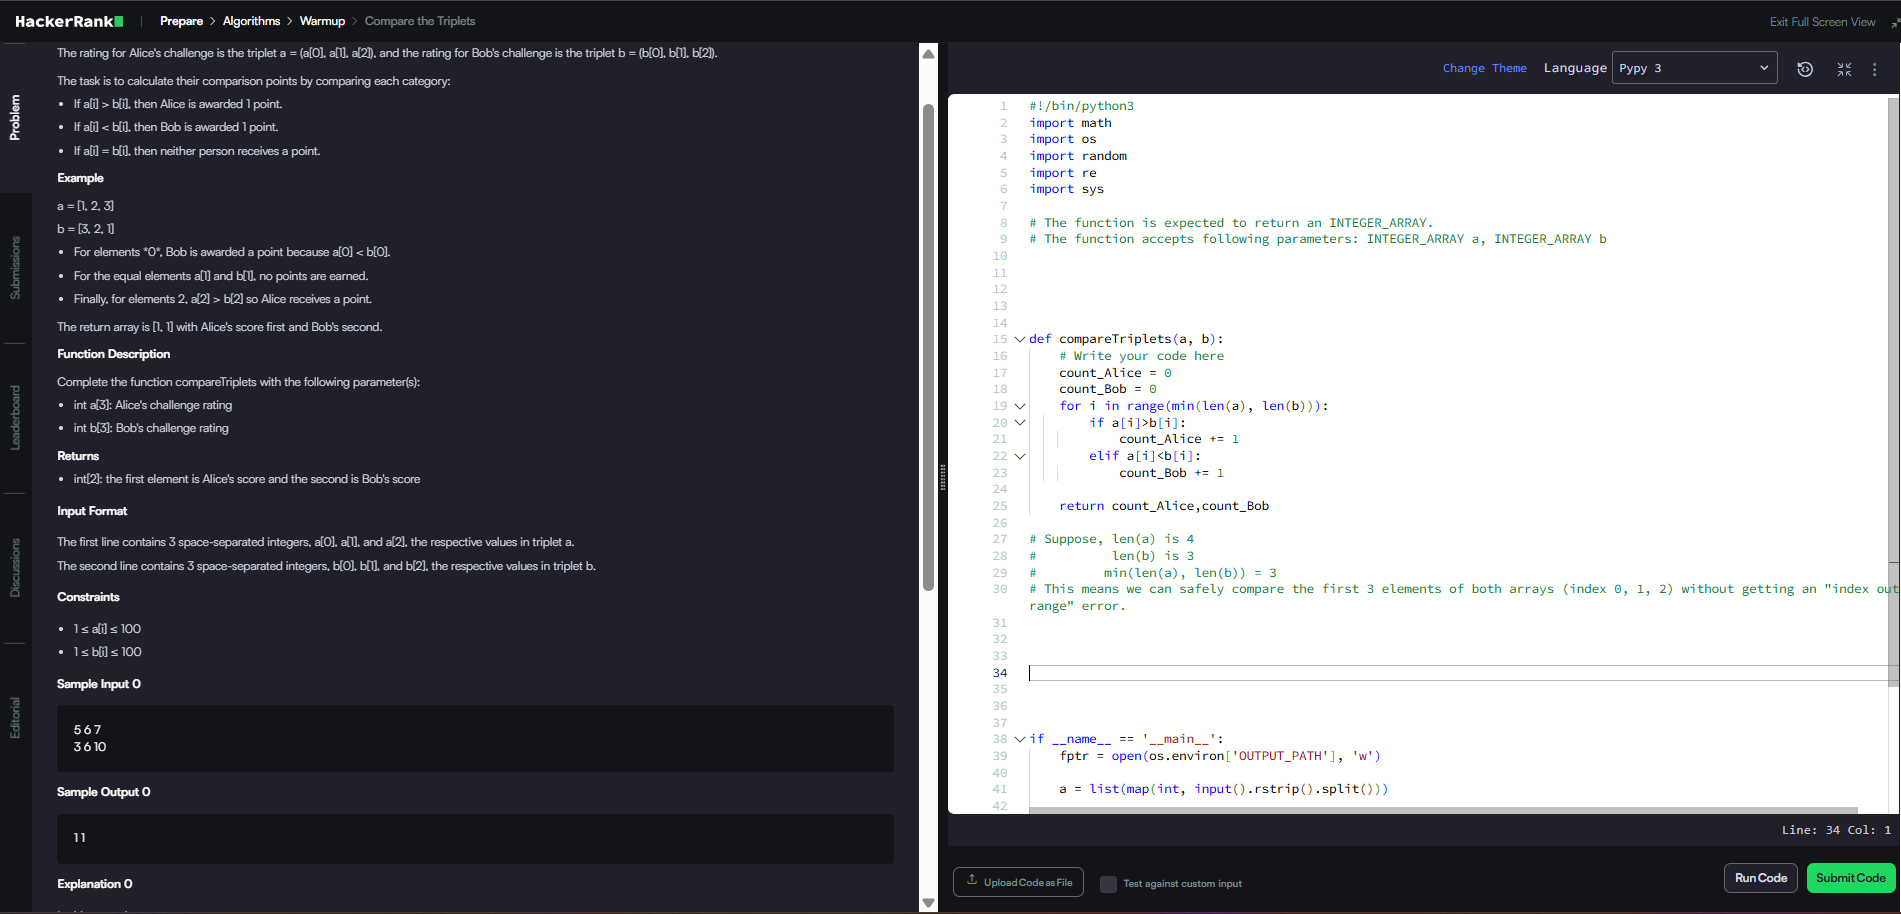 HackerRank | Prepare > Algorithms > Warmup > Compare the Triplets
Exit Full Screen View
Problem
Submissions
Leaderboard
Discussions
Editorial
The rating for Alice's challenge is the triplet a = (a[0], a[1], a[2]), and the rating for Bob's challenge is the triplet b = (b[0], b[1], b[2]).
The task is to calculate their comparison points by comparing each category:
• If a[i] > b[i], then Alice is awarded 1 point.
• If a[i] < b[i], then Bob is awarded 1 point.
• If a[i] = b[i], then neither person receives a point.
Example
a = [1, 2, 3]
b = [3, 2, 1]
• For elements *0*, Bob is awarded a point because a[0] < b[0].
• For the equal elements a[1] and b[1], no points are earned.
• Finally, for elements 2, a[2] > b[2] so Alice receives a point.
The return array is [1, 1] with Alice's score first and Bob's second.
Function Description
Complete the function compareTriplets with the following parameter(s):
• int a[3]: Alice's challenge rating
• int b[3]: Bob's challenge rating
Returns
• int[2]: the first element is Alice's score and the second is Bob's score
Input Format
The first line contains 3 space-separated integers, a[0], a[1], and a[2], the respective values in triplet a.
The second line contains 3 space-separated integers, b[0], b[1], and b[2], the respective values in triplet b.
Constraints
• 1 ≤ a[i] ≤ 100
• 1 ≤ b[i] ≤ 100
Sample Input 0
5 6 7
3 6 10
Sample Output 0
1 1
Explanation 0
Change Theme Language Pypy 3
1 #!/bin/python3
2 import math
3 import os
4 import random
5 import re
6 import sys
7
8 # The function is expected to return an INTEGER_ARRAY.
9 # The function accepts following parameters: INTEGER_ARRAY a, INTEGER_ARRAY b
10
11
12
13
14
15 def compareTriplets(a, b):
16     # Write your code here
17     count_Alice = 0
18     count_Bob = 0
19     for i in range(min(len(a), len(b))):
20         if a[i]>b[i]:
21             count_Alice += 1
22         elif a[i]<b[i]:
23             count_Bob += 1
24
25     return count_Alice,count_Bob
26
27 # Suppose, len(a) is 4
28 #          len(b) is 3
29 #         min(len(a), len(b)) = 3
30 # This means we can safely compare the first 3 elements of both arrays (index 0, 1, 2) without getting an "index out
range" error.
31
32
33
34
35
36
37
38 if __name__ == '__main__':
39     fptr = open(os.environ['OUTPUT_PATH'], 'w')
40
41     a = list(map(int, input().rstrip().split()))
42
Line: 34 Col: 1
Upload Code as File
Test against custom input
Run Code
Submit Code